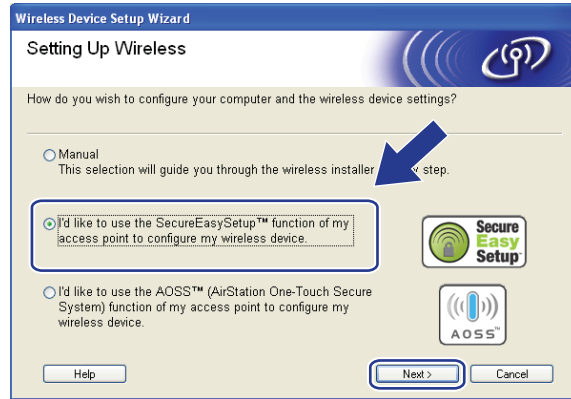 Wireless Device Setup Wizard
Setting Up Wireless
How do you wish to configure your computer and the wireless device settings?
Manual
This selection will guide you through the wireless installer step.
I'd like to use the SecureEasySetup™ function of my
access point to configure my wireless device.
Secure
Easy
Setup™
I'd like to use the AOSS™ (AirStation One-Touch Secure
System) function of my access point to configure my
wireless device.
AOSS™
Help
Next >
Cancel